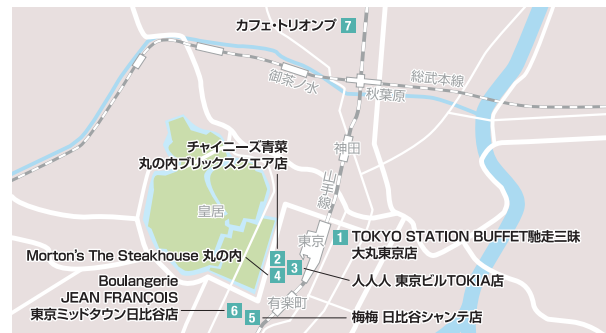 カフェ・トリオンプ 7
御茶ノ水
総武本線
秋葉原
チャイニーズ青菜
丸の内ブリックスクエア店
神田
山手線
皇居
東京
1 TOKYO STATION BUFFET馳走三昧
大丸東京店
2
Morton's The Steakhouse 丸の内
4
3
人人人 東京ビルTOKIA店
Boulangerie
JEAN FRANÇOIS
東京ミッドタウン日比谷店
有楽町
6
5
梅梅 日比谷シャンテ店